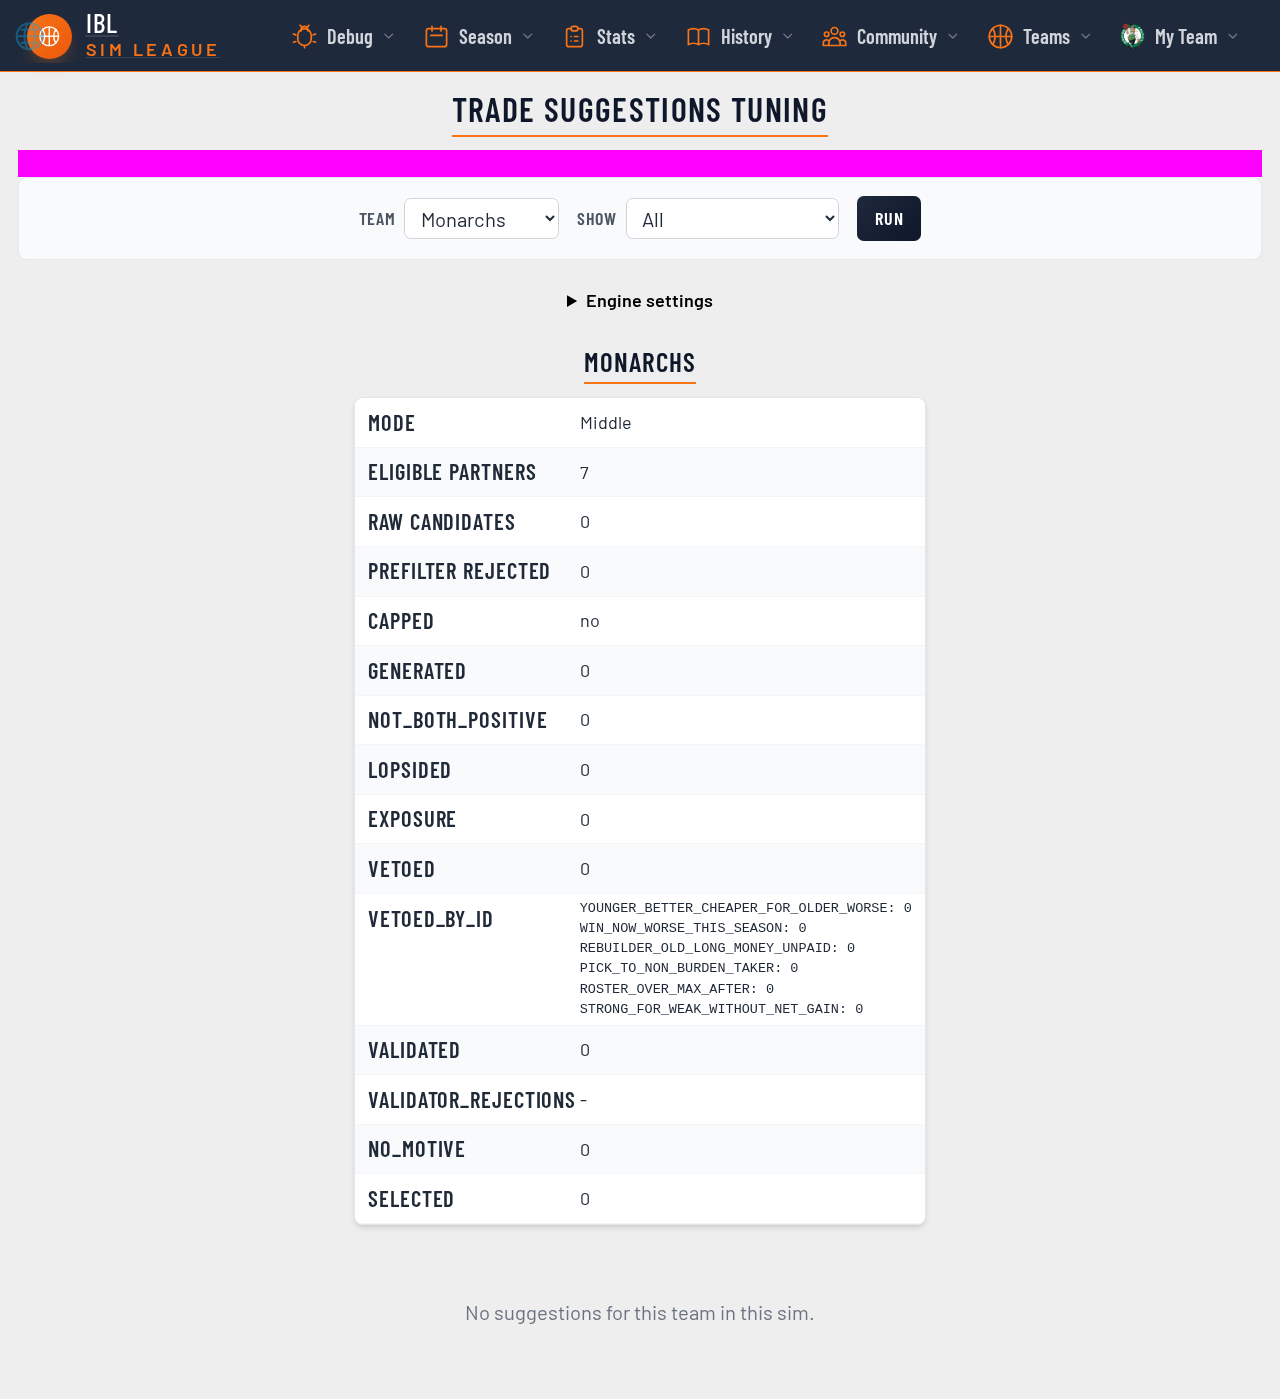 IBL
SIM LEAGUE
Debug
Season
Stats
History
Community
Teams
My Team
TRADE SUGGESTIONS TUNING
TEAM
Monarchs
SHOW
All
RUN
Engine settings
MONARCHS
MODE Middle
ELIGIBLE PARTNERS 7
RAW CANDIDATES 0
PREFILTER REJECTED 0
CAPPED no
GENERATED 0
NOT_BOTH_POSITIVE 0
LOPSIDED 0
EXPOSURE 0
VETOED 0
VETOED_BY_ID YOUNGER_BETTER_CHEAPER_FOR_OLDER_WORSE: 0
WIN_NOW_WORSE_THIS_SEASON: 0
REBUILDER_OLD_LONG_MONEY_UNPAID: 0
PICK_TO_NON_BURDEN_TAKER: 0
ROSTER_OVER_MAX_AFTER: 0
STRONG_FOR_WEAK_WITHOUT_NET_GAIN: 0
VALIDATED 0
VALIDATOR_REJECTIONS -
NO_MOTIVE 0
SELECTED 0
No suggestions for this team in this sim.